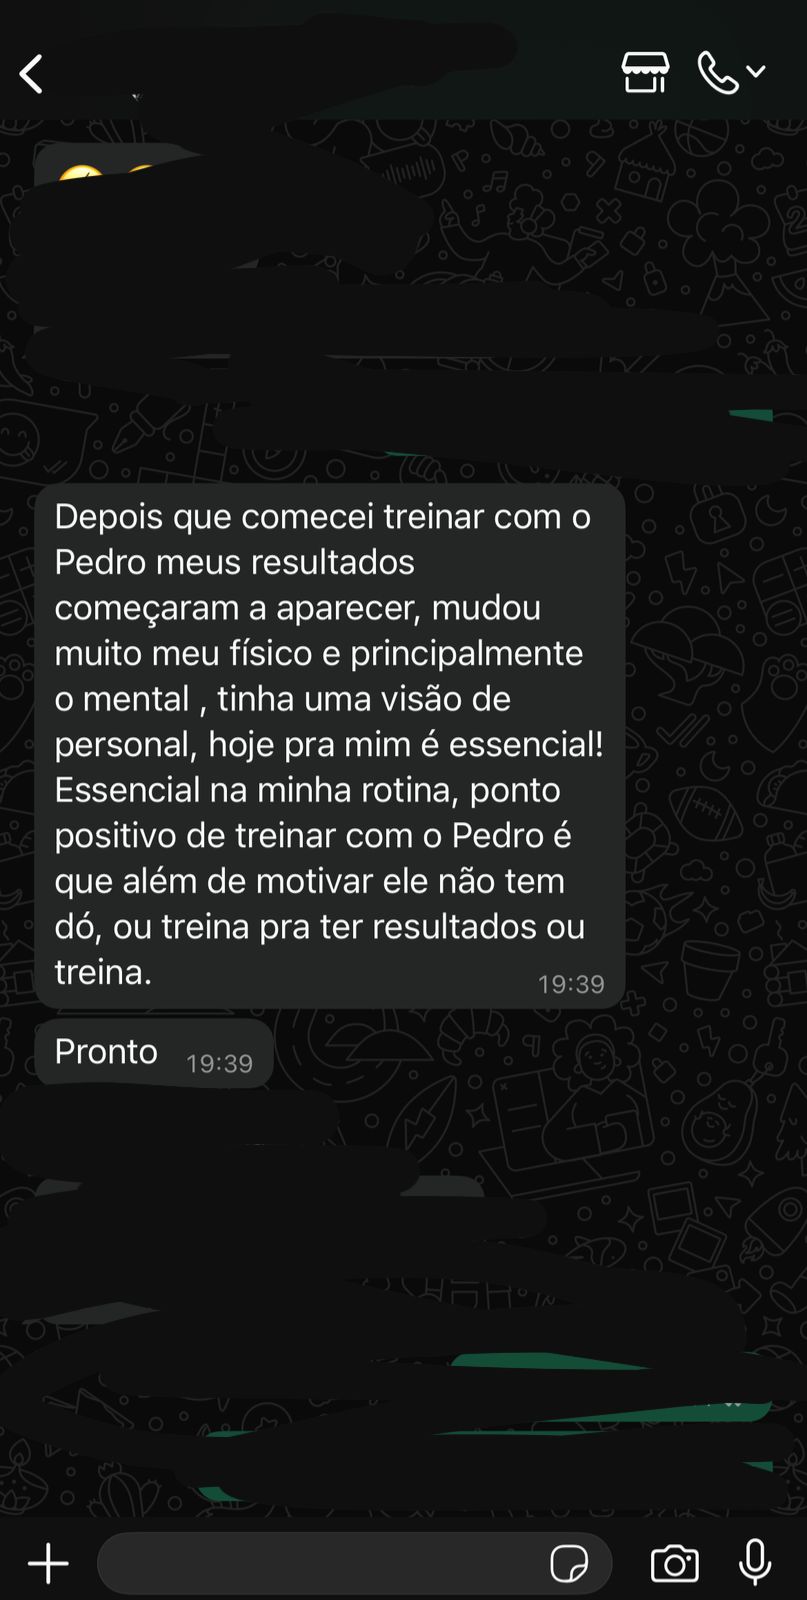 Depois que comecei treinar com o
Pedro meus resultados
começaram a aparecer, mudou
muito meu físico e principalmente
o mental , tinha uma visão de
personal, hoje pra mim é essencial!
Essencial na minha rotina, ponto
positivo de treinar com o Pedro é
que além de motivar ele não tem
dó, ou treina pra ter resultados ou
treina.
19:39
Pronto 19:39